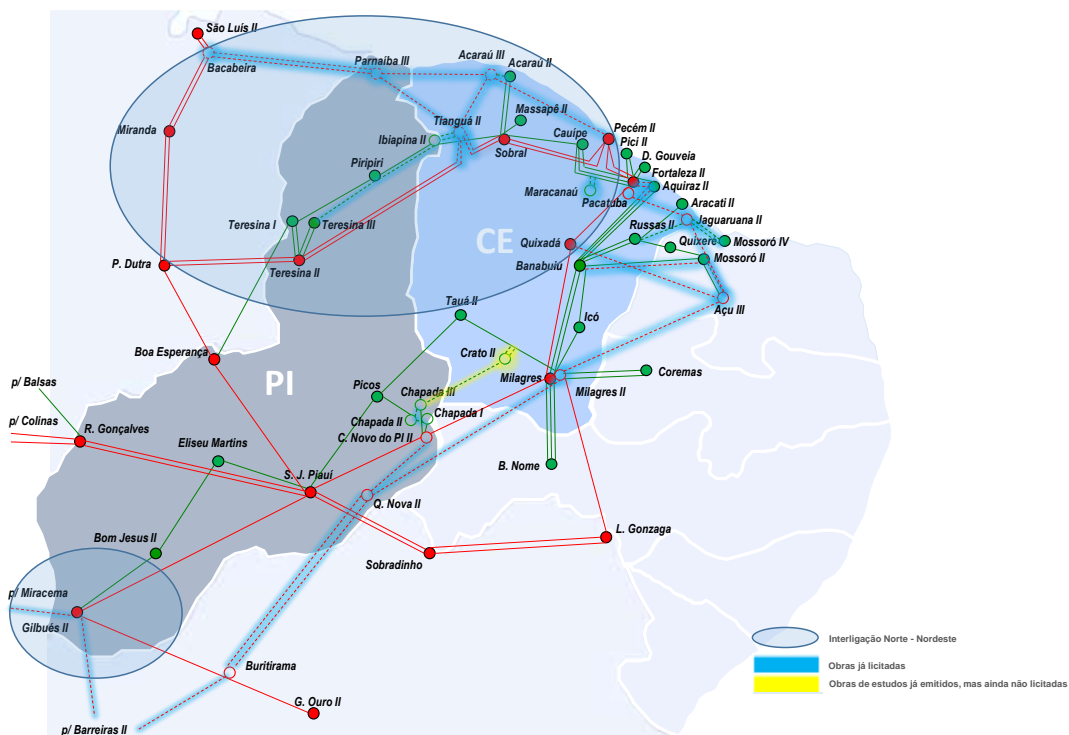 São Luís II
Bacabeira
Parnaiba III
Acaraú III
Acaraú II
Massapê II
Tianguá II
Ibiapina II
Cauípe
Pecém II
Pici II
D. Gouveia
Fortaleza II
Aquiraz II
Miranda
Sobral
Piripiri
Maracanaú
Pacatuba
Aracati II
Jaguaruana II
Teresina I
Teresina III
Russas II
Quixerê
Mossoró IV
CE
Quixadá
Mossoró II
P. Dutra
Teresina II
Banabuiú
Açu III
Tauá II
Icó
Boa Esperança
Crato II
PI
p/ Balsas
Picos
Chapada III
Milagres
Milagres II
Coremas
p/ Colinas
R. Gonçalves
Chapada II
Chapada I
C. Novo do PI II
Eliseu Martins
S. J. Piauí
B. Nome
Q. Nova II
Bom Jesus II
L. Gonzaga
Sobradinho
p/ Miracema
Gilbués II
Buritirama
G. Ouro II
p/ Barreiras II
Interligação Norte - Nordeste
Obras já licitadas
Obras de estudos já emitidos, mas ainda não licitadas